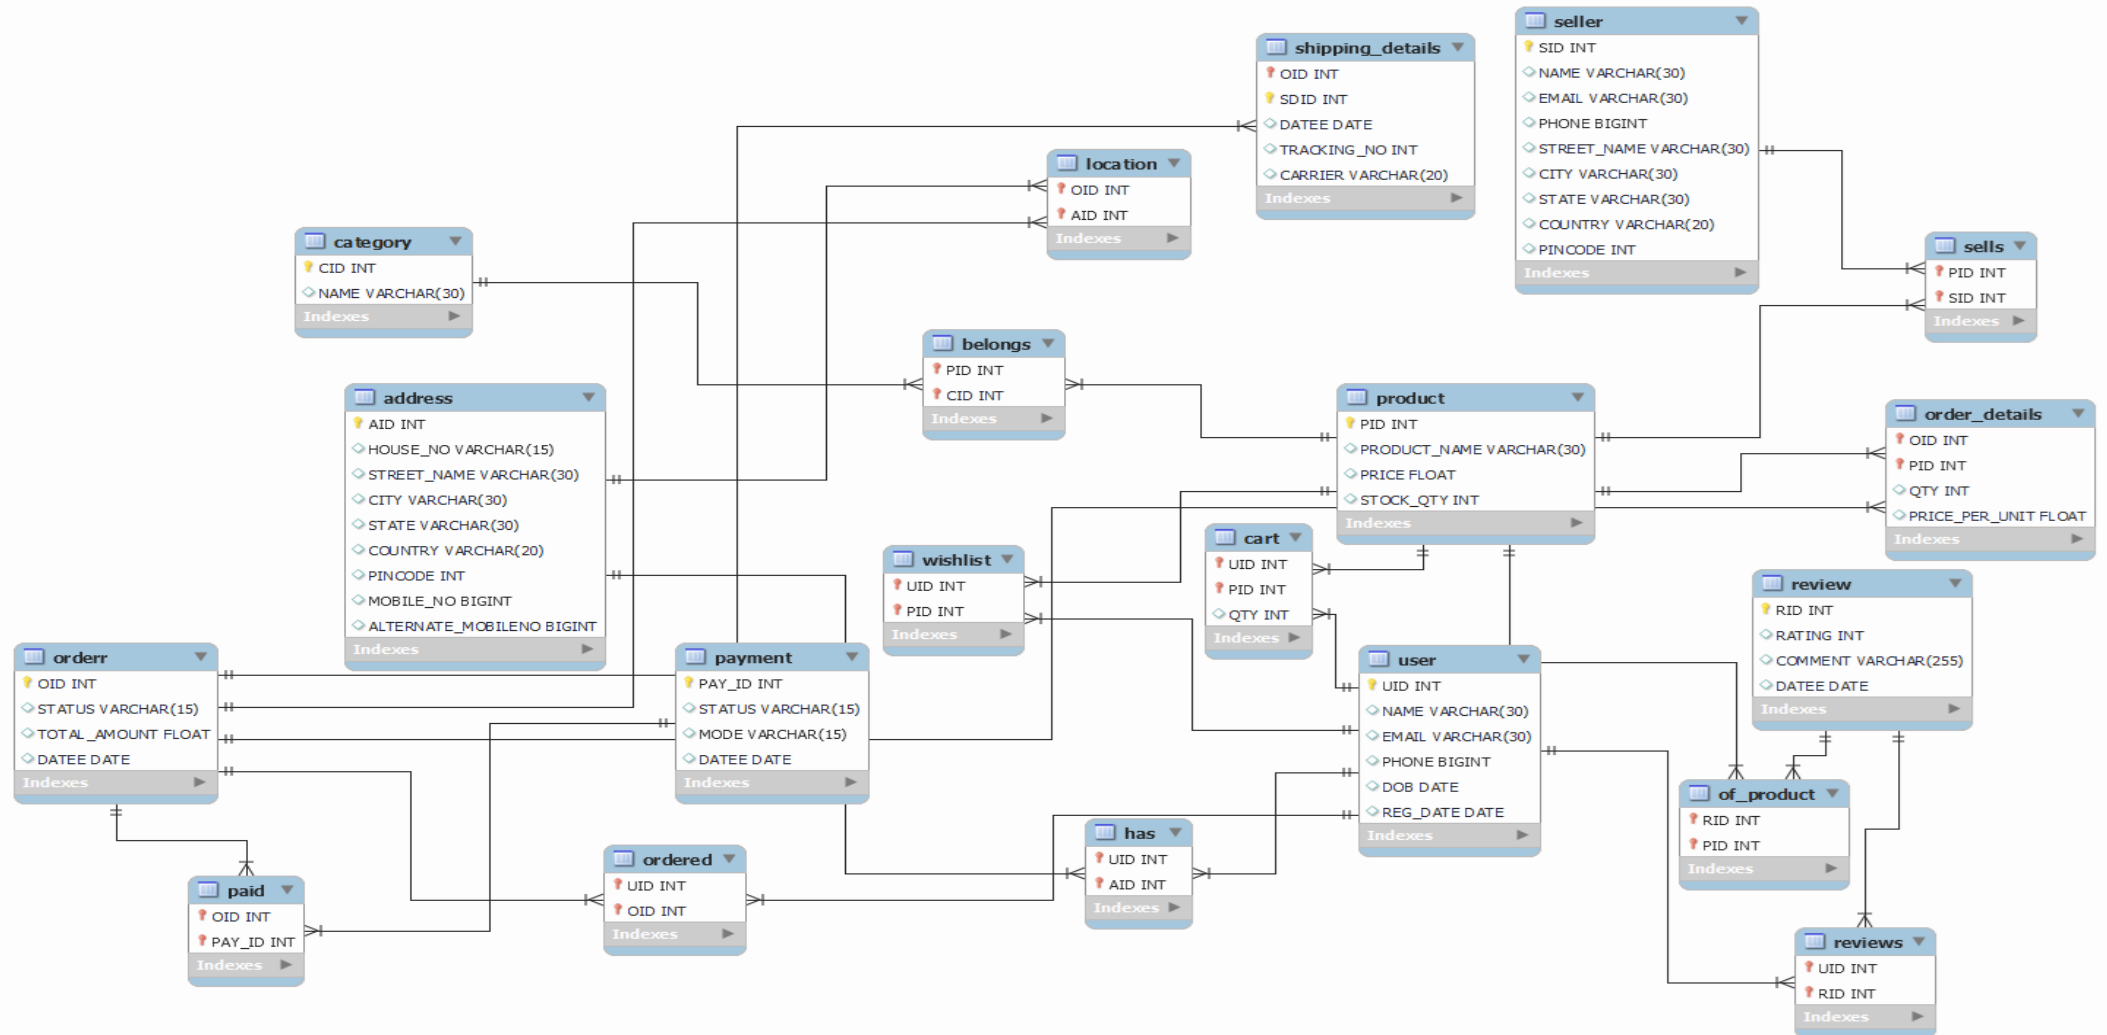 seller
SID INT
NAME VARCHAR(30)
EMAIL VARCHAR(30)
PHONE BIGINT
STREET_NAME VARCHAR(30)
CITY VARCHAR(30)
STATE VARCHAR(30)
COUNTRY VARCHAR(20)
PINCODE INT
Indexes
shipping_details
OID INT
SDID INT
DATEE DATE
TRACKING_NO INT
CARRIER VARCHAR(20)
Indexes
location
OID INT
AID INT
Indexes
category
CID INT
NAME VARCHAR(30)
Indexes
sells
PID INT
SID INT
Indexes
belongs
PID INT
CID INT
Indexes
address
AID INT
HOUSE_NO VARCHAR(15)
STREET_NAME VARCHAR(30)
CITY VARCHAR(30)
STATE VARCHAR(30)
COUNTRY VARCHAR(20)
PINCODE INT
MOBILE_NO BIGINT
ALTERNATE_MOBILENO BIGINT
Indexes
product
PID INT
PRODUCT_NAME VARCHAR(30)
PRICE FLOAT
STOCK_QTY INT
Indexes
order_details
OID INT
PID INT
QTY INT
PRICE_PER_UNIT FLOAT
Indexes
wishlist
UID INT
PID INT
Indexes
cart
UID INT
PID INT
QTY INT
Indexes
review
RID INT
RATING INT
COMMENT VARCHAR(255)
DATEE DATE
Indexes
orderr
OID INT
STATUS VARCHAR(15)
TOTAL_AMOUNT FLOAT
DATEE DATE
Indexes
payment
PAY_ID INT
STATUS VARCHAR(15)
MODE VARCHAR(15)
DATEE DATE
Indexes
user
UID INT
NAME VARCHAR(30)
EMAIL VARCHAR(30)
PHONE BIGINT
DOB DATE
REG_DATE DATE
Indexes
of_product
RID INT
PID INT
Indexes
has
UID INT
AID INT
Indexes
ordered
UID INT
OID INT
Indexes
paid
OID INT
PAY_ID INT
Indexes
reviews
UID INT
RID INT
Indexes